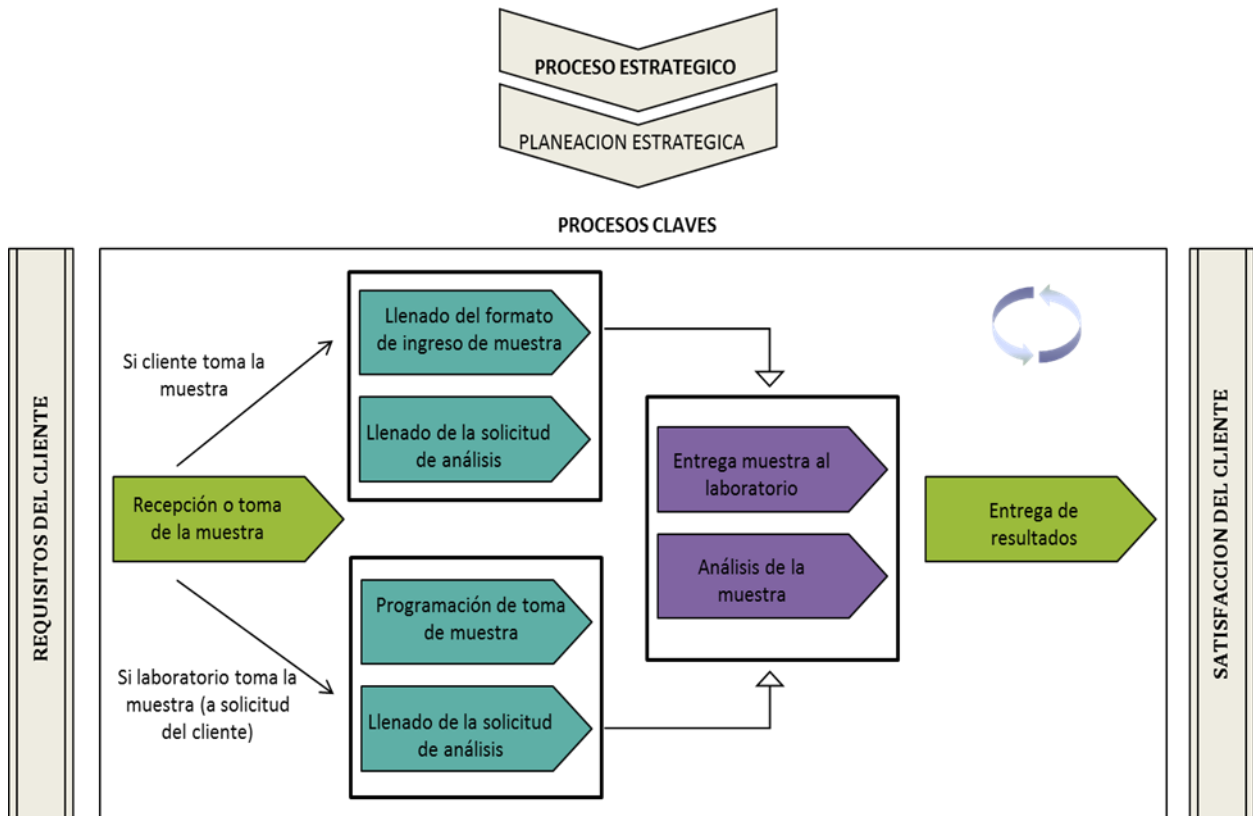 PROCESO ESTRATEGICO
PLANEACION ESTRATEGICA
PROCESOS CLAVES
REQUISITOS DEL CLIENTE
Recepción o toma
de la muestra
Si cliente toma la
muestra
Llenado del formato
de ingreso de muestra
Llenado de la solicitud
de análisis
Si laboratorio toma la
muestra (a solicitud
del cliente)
Programación de toma
de muestra
Llenado de la solicitud
de análisis
Entrega muestra al
laboratorio
Análisis de la
muestra
Entrega de
resultados
SATISFACCION DEL CLIENTE